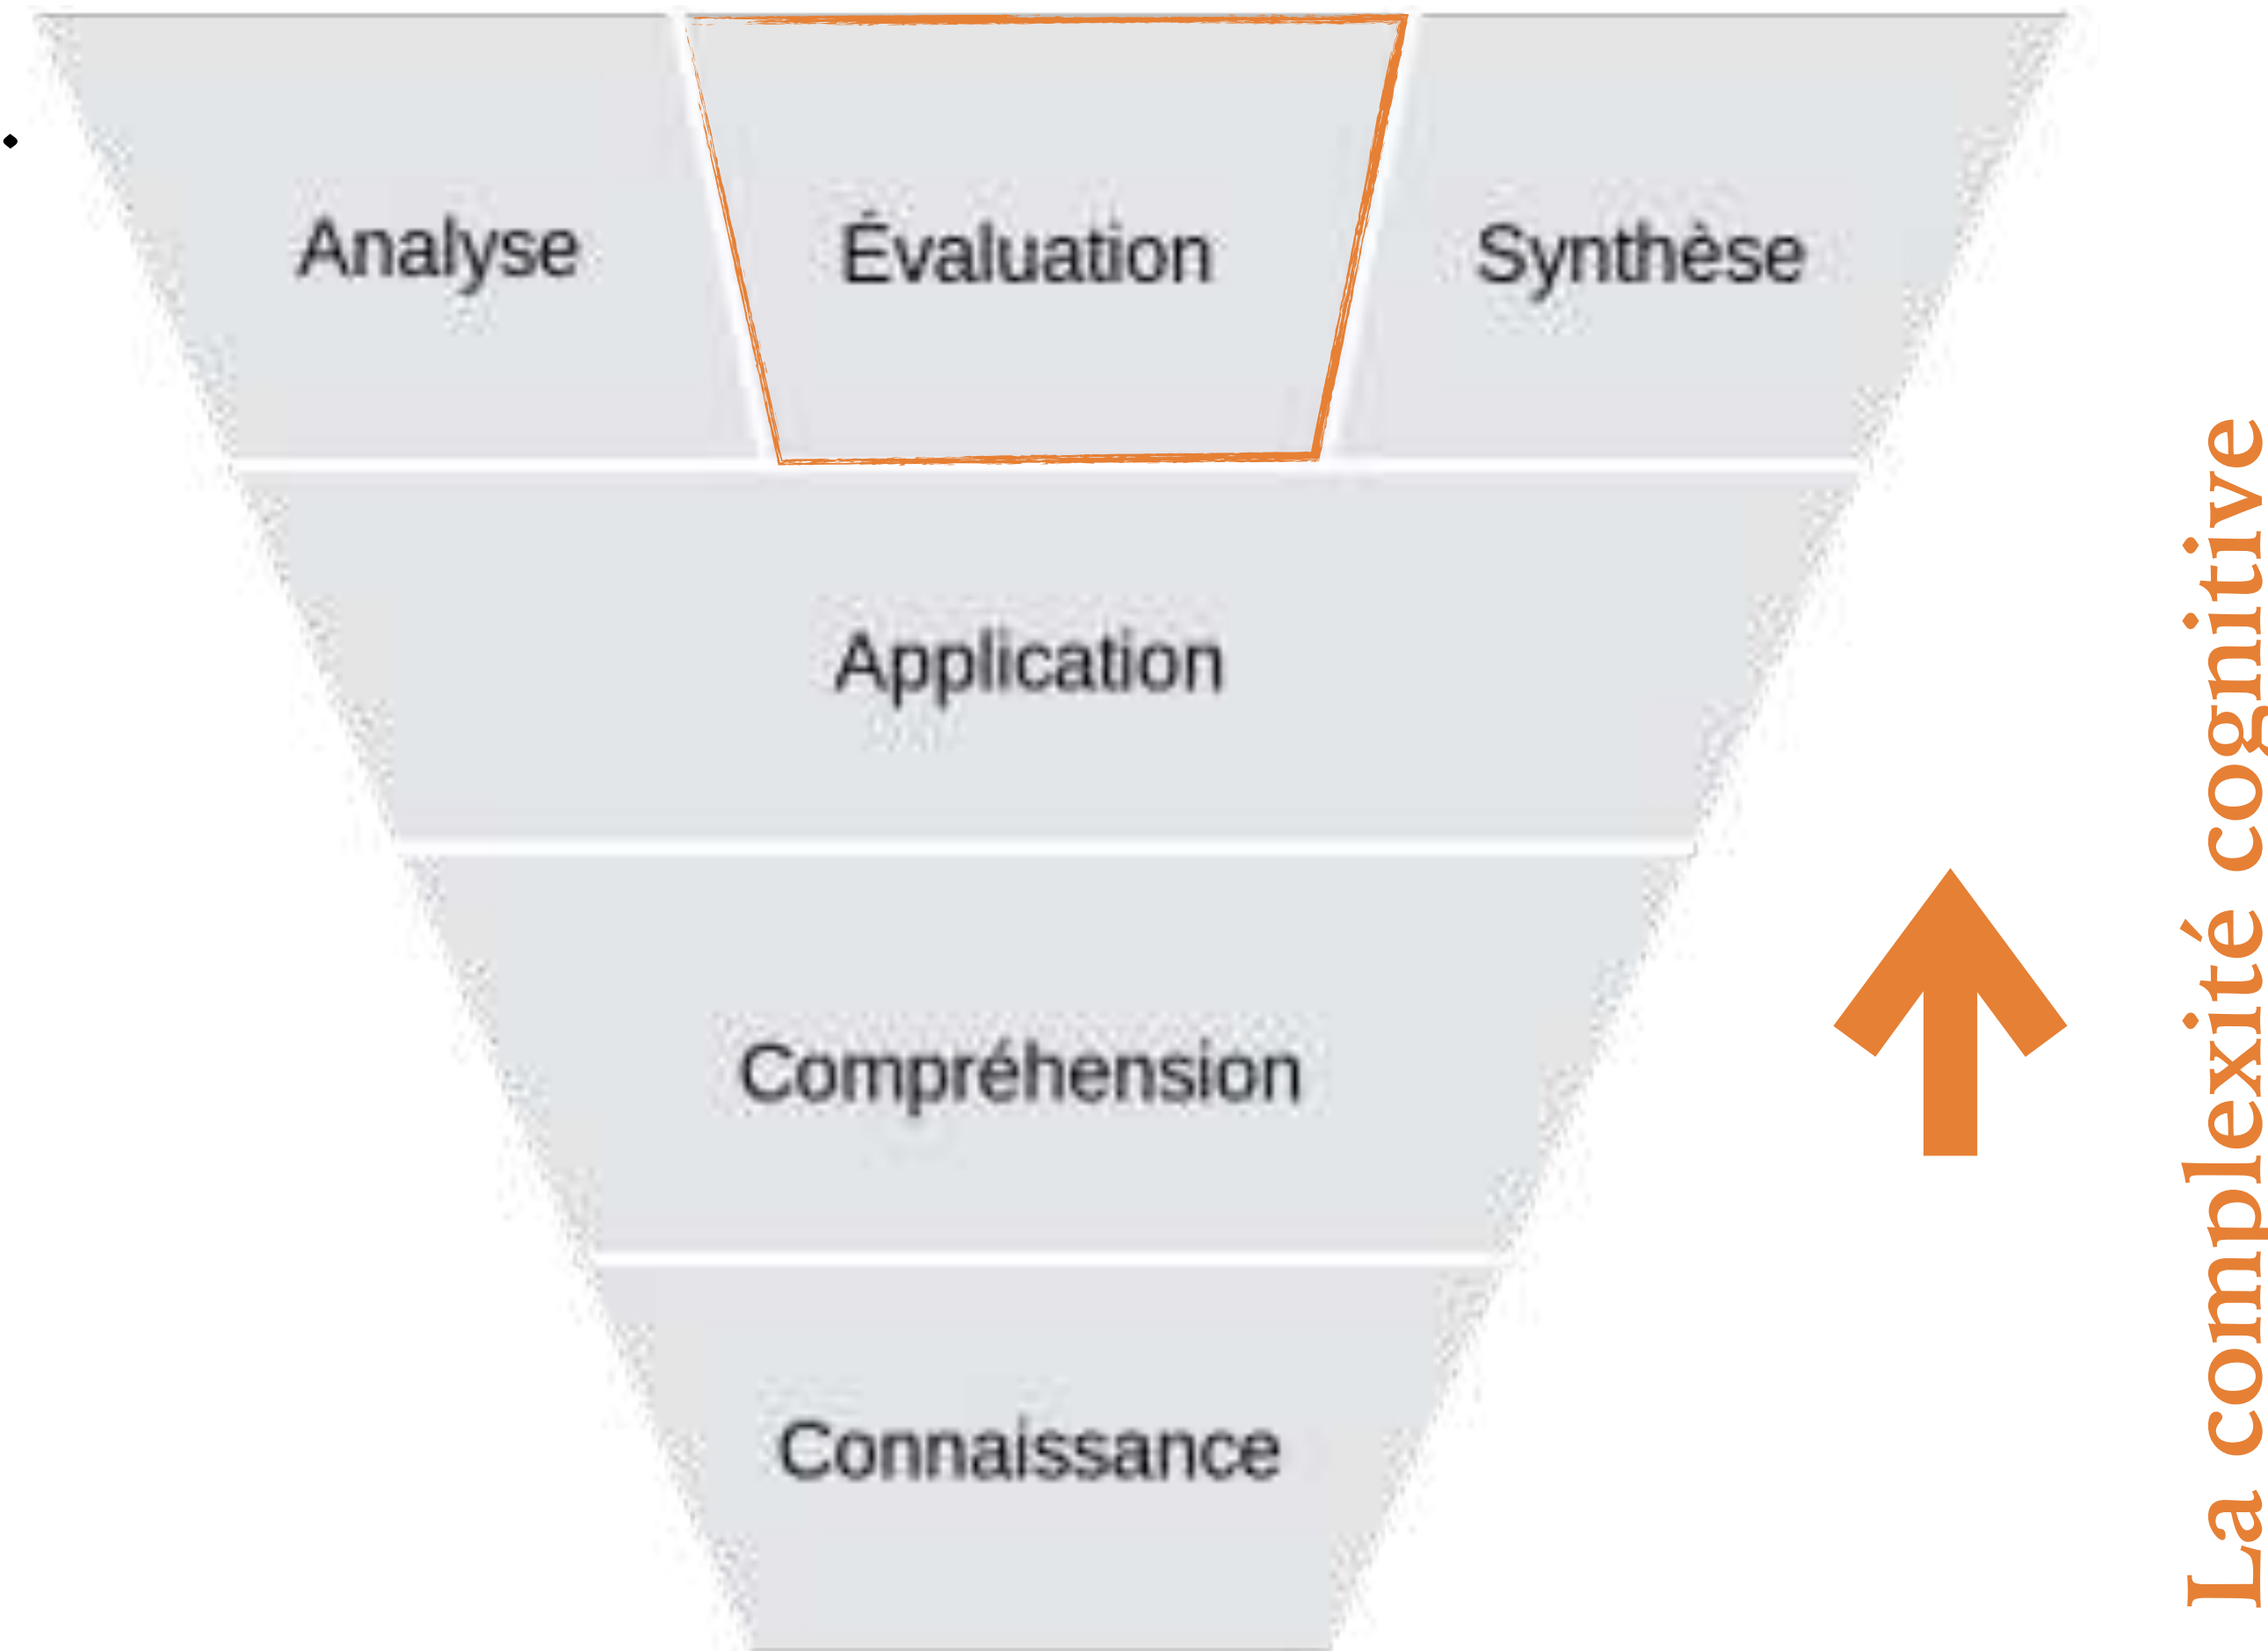 Analyse
Évaluation
Synthèse
Application
Compréhension
Connaissance
La complexité cognitive